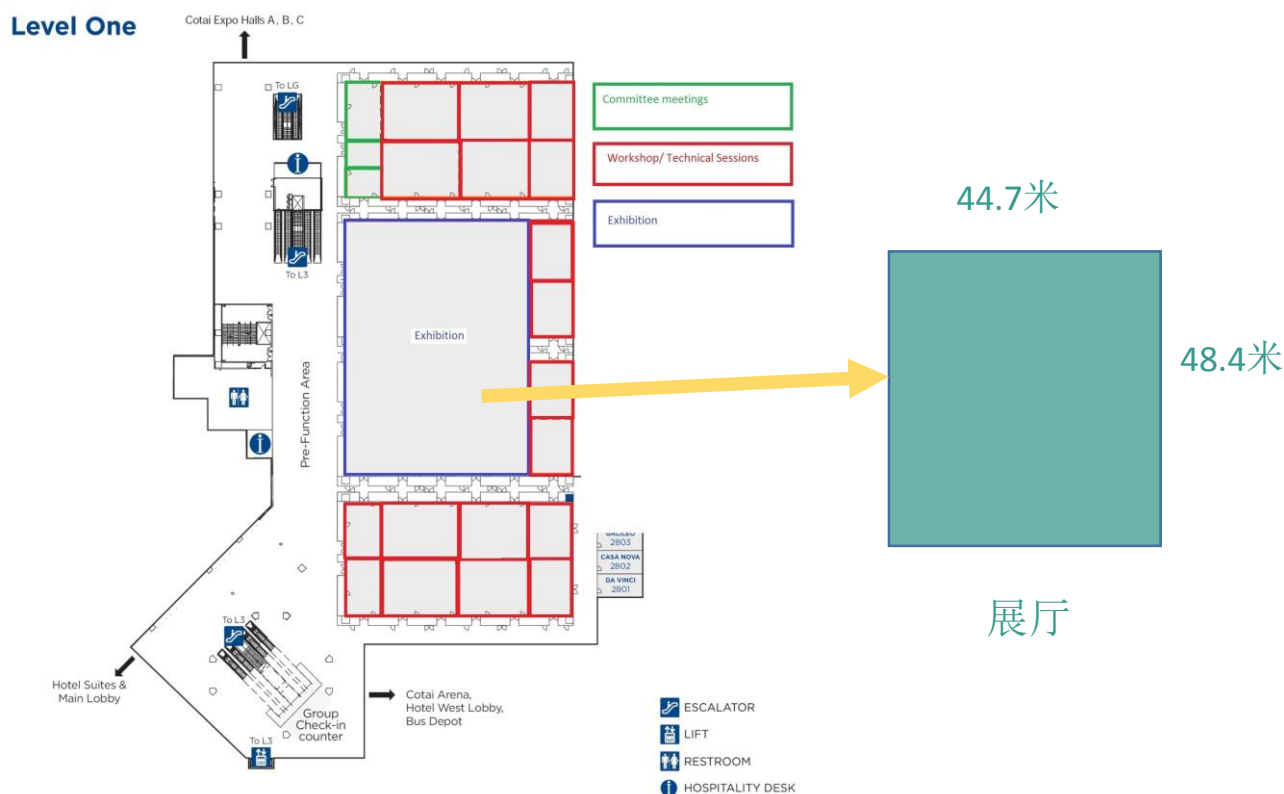 Level One
Cotai Expo Halls A, B, C
To LG
To L3
Committee meetings
Workshop/ Technical Sessions
Exhibition
Exhibition
Pre-Function Area
44.7米
48.4米
展厅
GALILEO
2803
CASA NOVA
2802
DA VINCI
2801
To L3
Hotel Suites &
Main Lobby
Group
Check-in
counter
Cotai Arena,
Hotel West Lobby,
Bus Depot
To L3
ESCALATOR
LIFT
RESTROOM
HOSPITALITY DESK